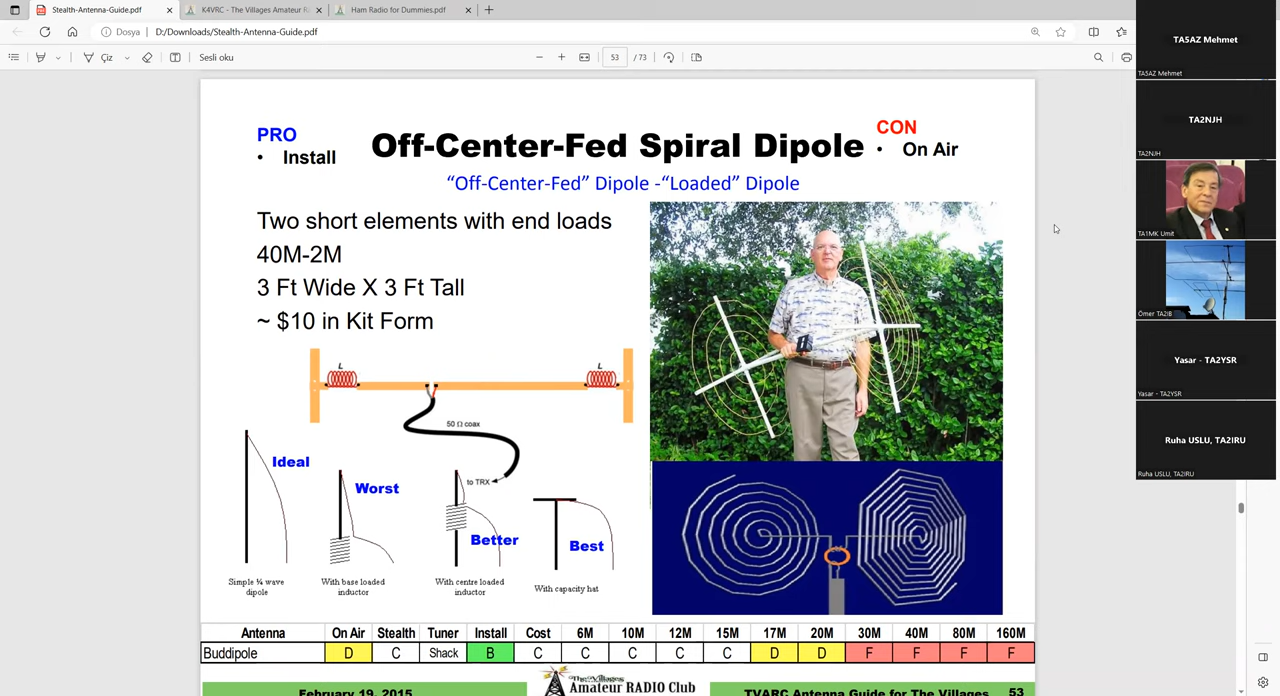 Stealth-Antenna-Guide.pdf
K4VRC - The Villages Amateur R
Ham Radio for Dummies.pdf
Dosya
D:/Downloads/Stealth-Antenna-Guide.pdf
Çiz
Sesli oku
53 / 73
PRO
• Install
Off-Center-Fed Spiral Dipole
CON
• On Air
“Off-Center-Fed” Dipole -“Loaded” Dipole
Two short elements with end loads
40M-2M
3 Ft Wide X 3 Ft Tall
~ $10 in Kit Form
L
L
50 Ω coax
to TRX
Ideal
Worst
Better
Best
Simple ¼ wave dipole
With base loaded inductor
With centre loaded inductor
With capacity hat
Antenna On Air Stealth Tuner Install Cost 6M 10M 12M 15M 17M 20M 30M 40M 80M 160M
Buddipole D C Shack B C C C C C D D F F F F
February 19, 2015
The Villages
Amateur RADIO Club
TVARC Antenna Guide for The Villages
53
TA5AZ Mehmet
TA5AZ Mehmet
TA2NJH
TA2NJH
TA1MK Umit
Ömer TA2IB
Yasar - TA2YSR
Yasar - TA2YSR
Ruha USLU, TA2IRU
Ruha USLU, TA2IRU